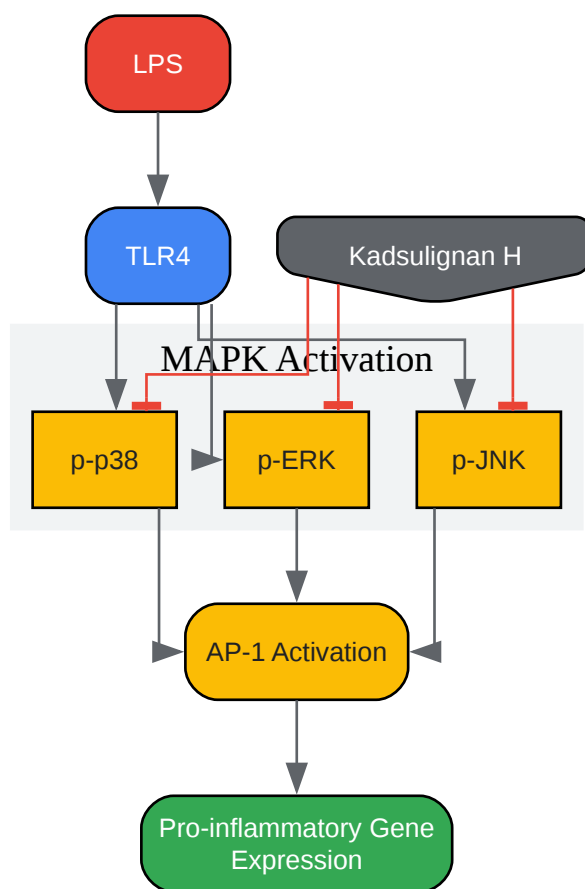 LPS
TLR4
Kadsulignan H
MAPK Activation
p-p38
p-ERK
p-JNK
AP-1 Activation
Pro-inflammatory Gene
Expression